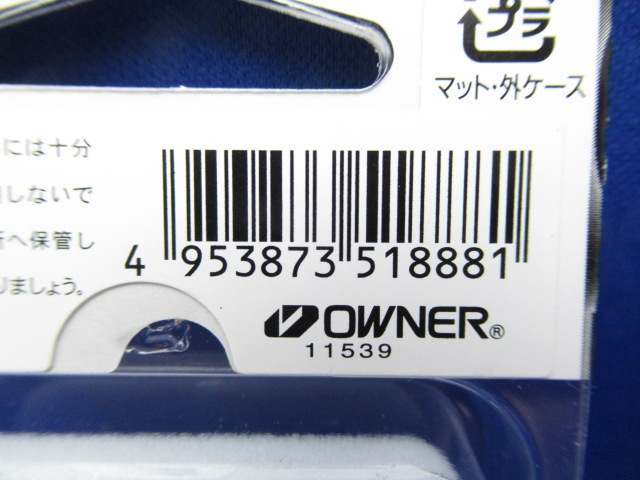 プラ
マット・外ケース
には十分
しないで
へ保管し
りましょう。
4 953873 518881
OWNER®
11539